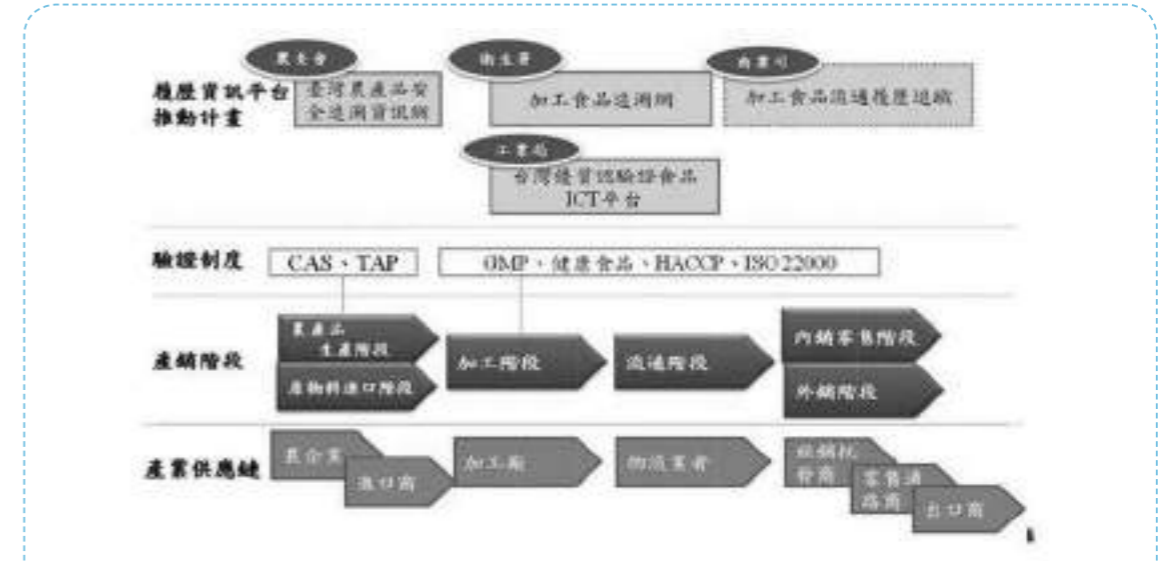 農委會
衛生署
商業司
履歷資訊平台
推動計畫
臺灣農產品安
全追溯資訊網
加工食品追溯網
加工食品流通履歷追蹤
工業局
台灣優質認驗證食品
ICT平台
驗證制度
CAS、TAP
GMP、健康食品、HACCP、ISO 22000
產銷階段
農產品
生產階段
原物料進口階段
加工階段
流通階段
內銷零售階段
外銷階段
產業供應鏈
農企業
進口商
加工廠
物流業者
經銷批
發商
零售通
路商
出口商